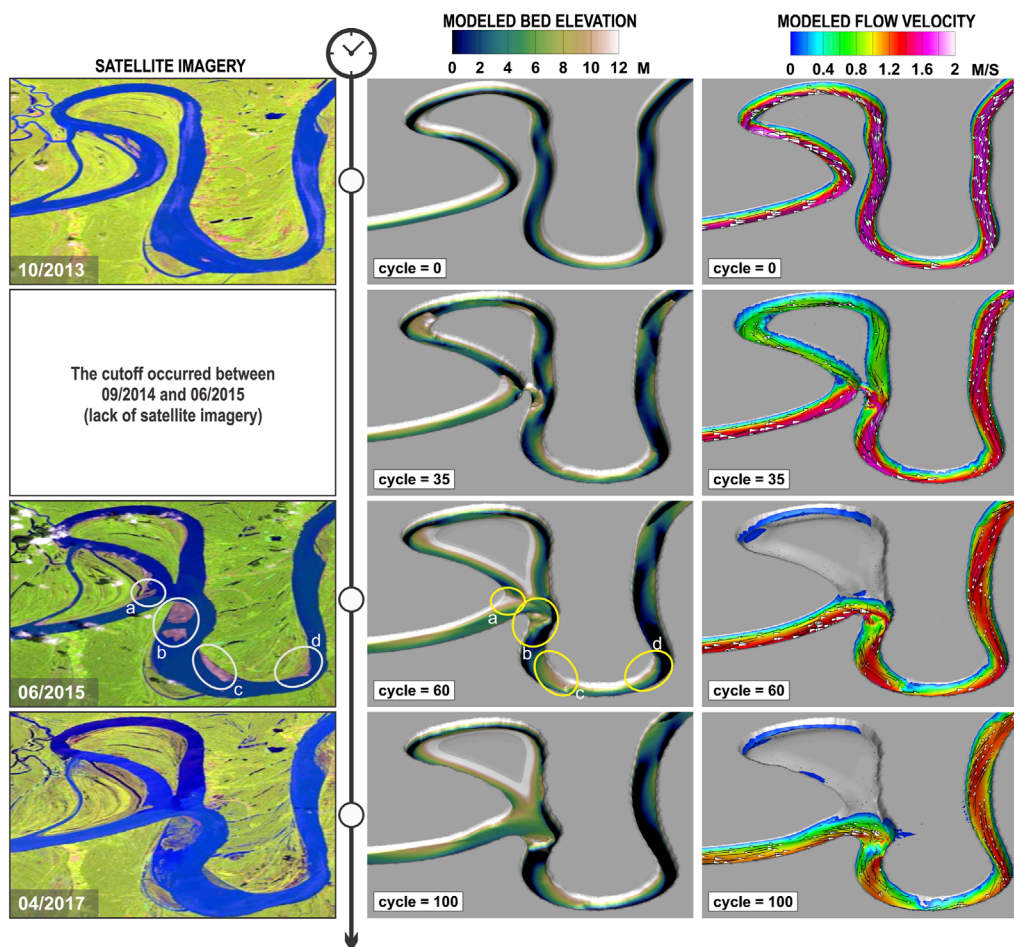 MODELED BED ELEVATION
0 2 4 6 8 10 12 M
MODELED FLOW VELOCITY
0 0.4 0.8 1.2 1.6 2 M/S
SATELLITE IMAGERY
10/2013
cycle = 0
cycle = 0
The cutoff occurred between
09/2014 and 06/2015
(lack of satellite imagery)
cycle = 35
cycle = 35
a
b
c
d
06/2015
a
b
c
d
cycle = 60
cycle = 60
04/2017
cycle = 100
cycle = 100